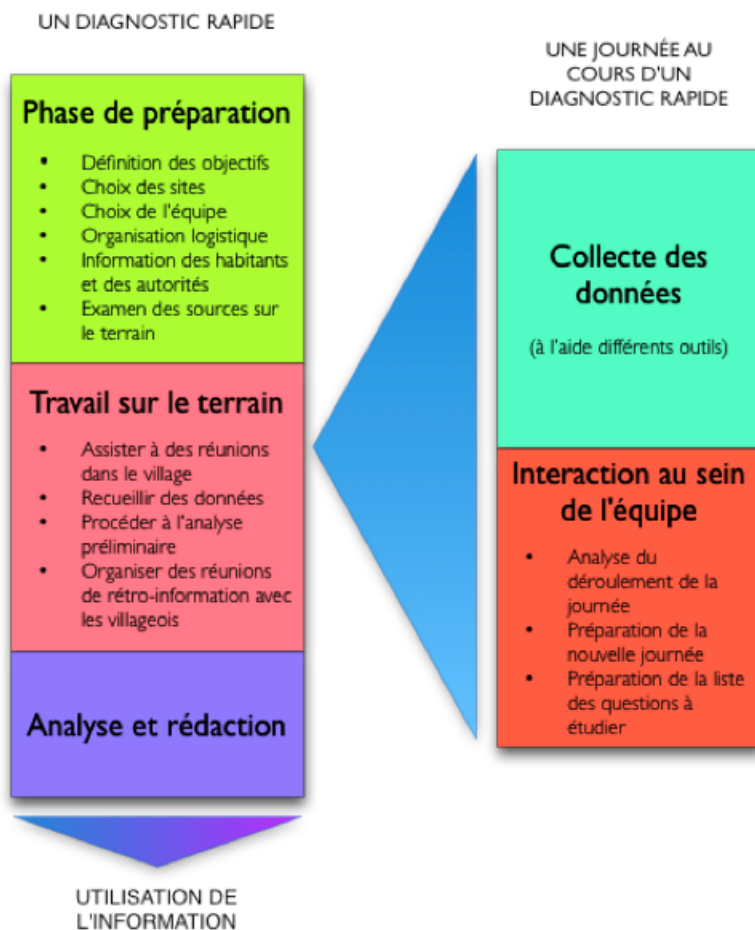 UN DIAGNOSTIC RAPIDE
Phase de préparation
• Définition des objectifs
• Choix des sites
• Choix de l'équipe
• Organisation logistique
• Information des habitants
et des autorités
• Examen des sources sur
le terrain
Travail sur le terrain
• Assister à des réunions
dans le village
• Recueillir des données
• Procéder à l'analyse
préliminaire
• Organiser des réunions
de rétro-information avec
les villageois
Analyse et rédaction
UTILISATION DE
L'INFORMATION
UNE JOURNÉE AU
COURS D'UN
DIAGNOSTIC RAPIDE
Collecte des
données
(à l'aide différents outils)
Interaction au sein
de l'équipe
• Analyse du
déroulement de la
journée
• Préparation de la
nouvelle journée
• Préparation de la liste
des questions à
étudier